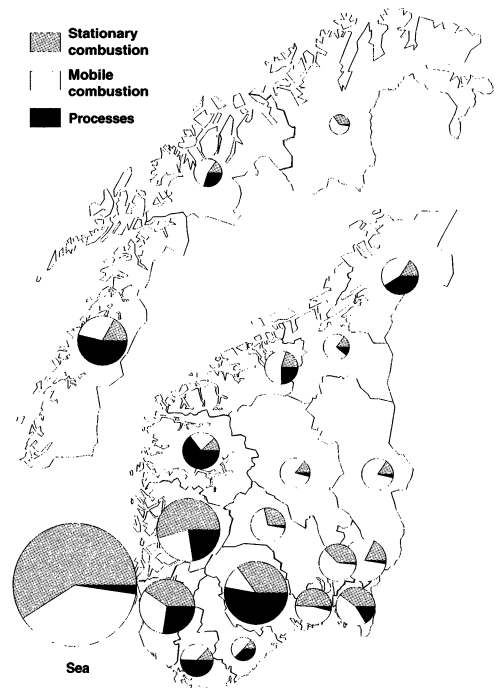 Stationary
combustion
Mobile
combustion
Processes
Sea